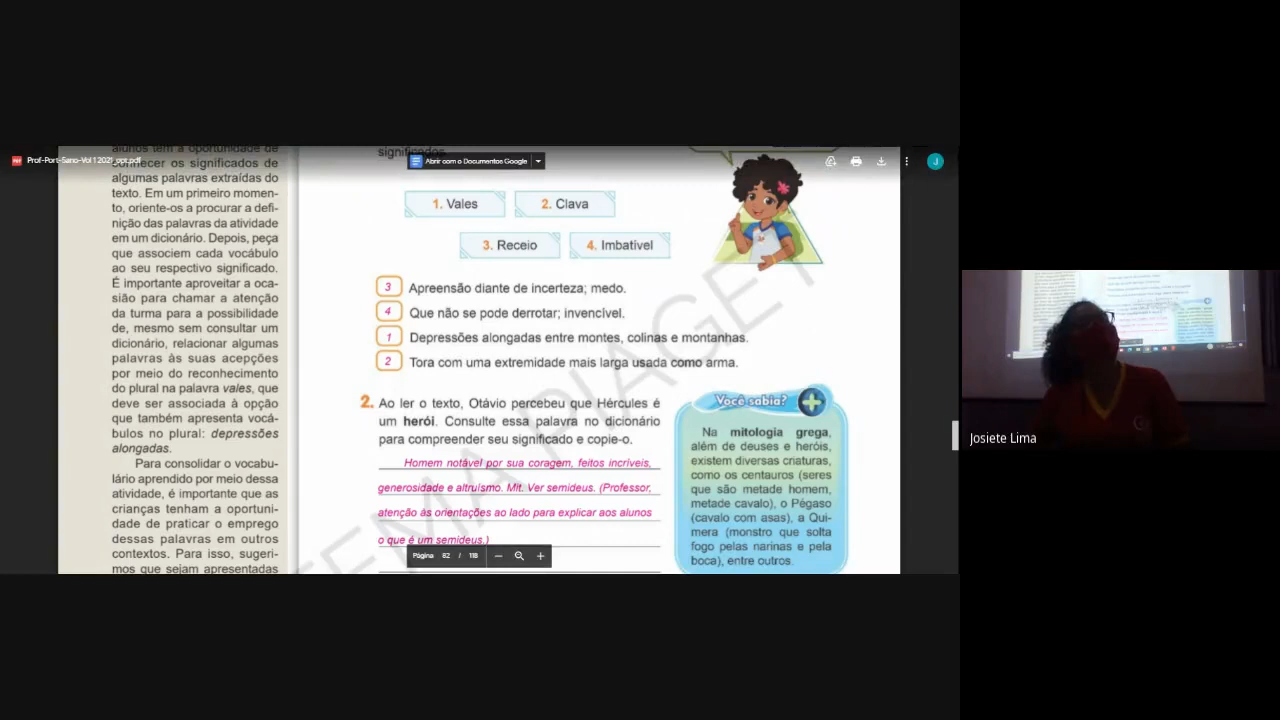 alunos têm a oportunidade de
conhecer os significados de
algumas palavras extraídas do
texto. Em um primeiro momen-
to, oriente-os a procurar a defi-
nição das palavras da atividade
em um dicionário. Depois, peça
que associem cada vocábulo
ao seu respectivo significado.
É importante aproveitar a oca-
sião para chamar a atenção
da turma para a possibilidade
de, mesmo sem consultar um
dicionário, relacionar algumas
palavras às suas acepções
por meio do reconhecimento
do plural na palavra vales, que
deve ser associada à opção
que também apresenta vocá-
bulos no plural: depressões
alongadas.
Para consolidar o vocabu-
lário aprendido por meio dessa
atividade, é importante que as
crianças tenham a oportuni-
dade de praticar o emprego
dessas palavras em outros
contextos. Para isso, sugeri-
mos que sejam apresentadas
significados.
Abrir com o Documentos Google
J
1. Vales
2. Clava
3. Receio
4. Imbatível
3 Apreensão diante de incerteza; medo.
4 Que não se pode derrotar; invencível.
1 Depressões alongadas entre montes, colinas e montanhas.
2 Tora com uma extremidade mais larga usada como arma.
2. Ao ler o texto, Otávio percebeu que Hércules é
um herói. Consulte essa palavra no dicionário
para compreender seu significado e copie-o.
Homem notável por sua coragem, feitos incríveis,
generosidade e altruísmo. Mit. Ver semideus. (Professor,
atenção às orientações ao lado para explicar aos alunos
o que é um semideus.)
Você sabia?
Na mitologia grega,
além de deuses e heróis,
existem diversas criaturas,
como os centauros (seres
que são metade homem,
metade cavalo), o Pégaso
(cavalo com asas), a Qui-
mera (monstro que solta
fogo pelas narinas e pela
boca), entre outros.
Página 82 / 118
TEMA PIAGET
Josiete Lima